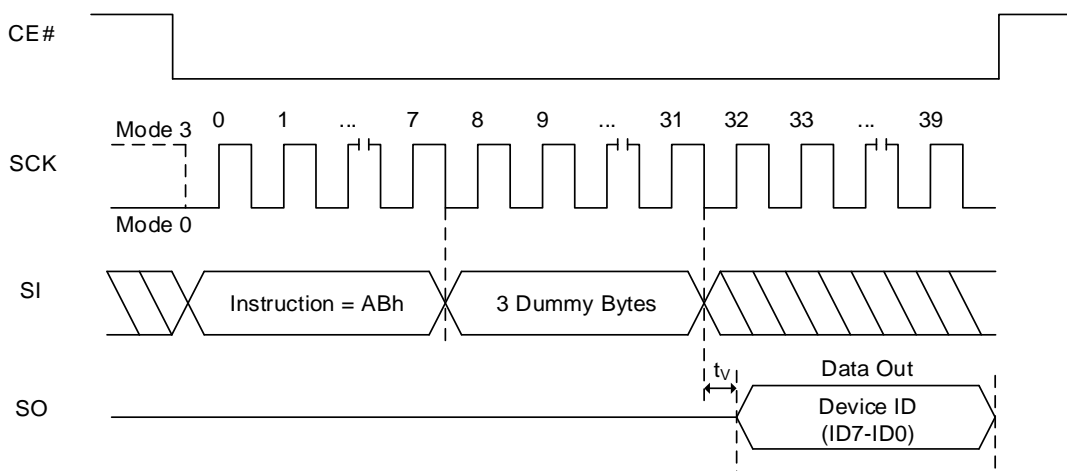 CE#
Mode 3
0 1 ... 7 8 9 ... 31 32 33 ... 39
SCK
Mode 0
SI
Instruction = ABh
3 Dummy Bytes
tV
Data Out
SO
Device ID
(ID7-ID0)